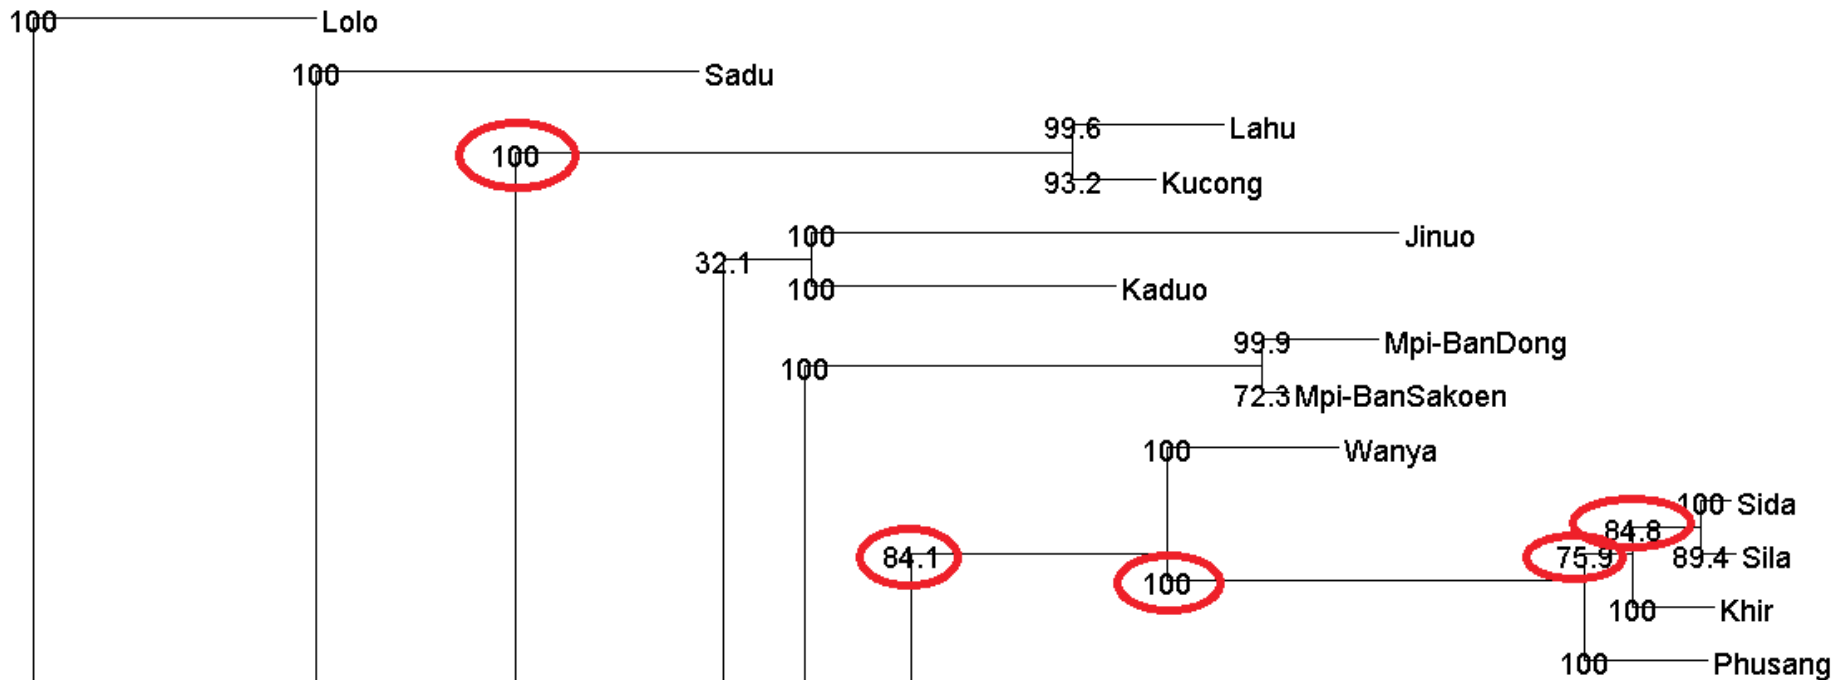 100 Lolo
100 Sadu
99.6 Lahu
100
93.2 Kucong
100 Jinuo
32.1
100 Kaduo
99.9 Mpi-BanDong
100
72.3 Mpi-BanSakoen
100 Wanya
100 Sida
84.8
84.1 75.9 89.4 Sila
100
100 Khir
100 Phusang